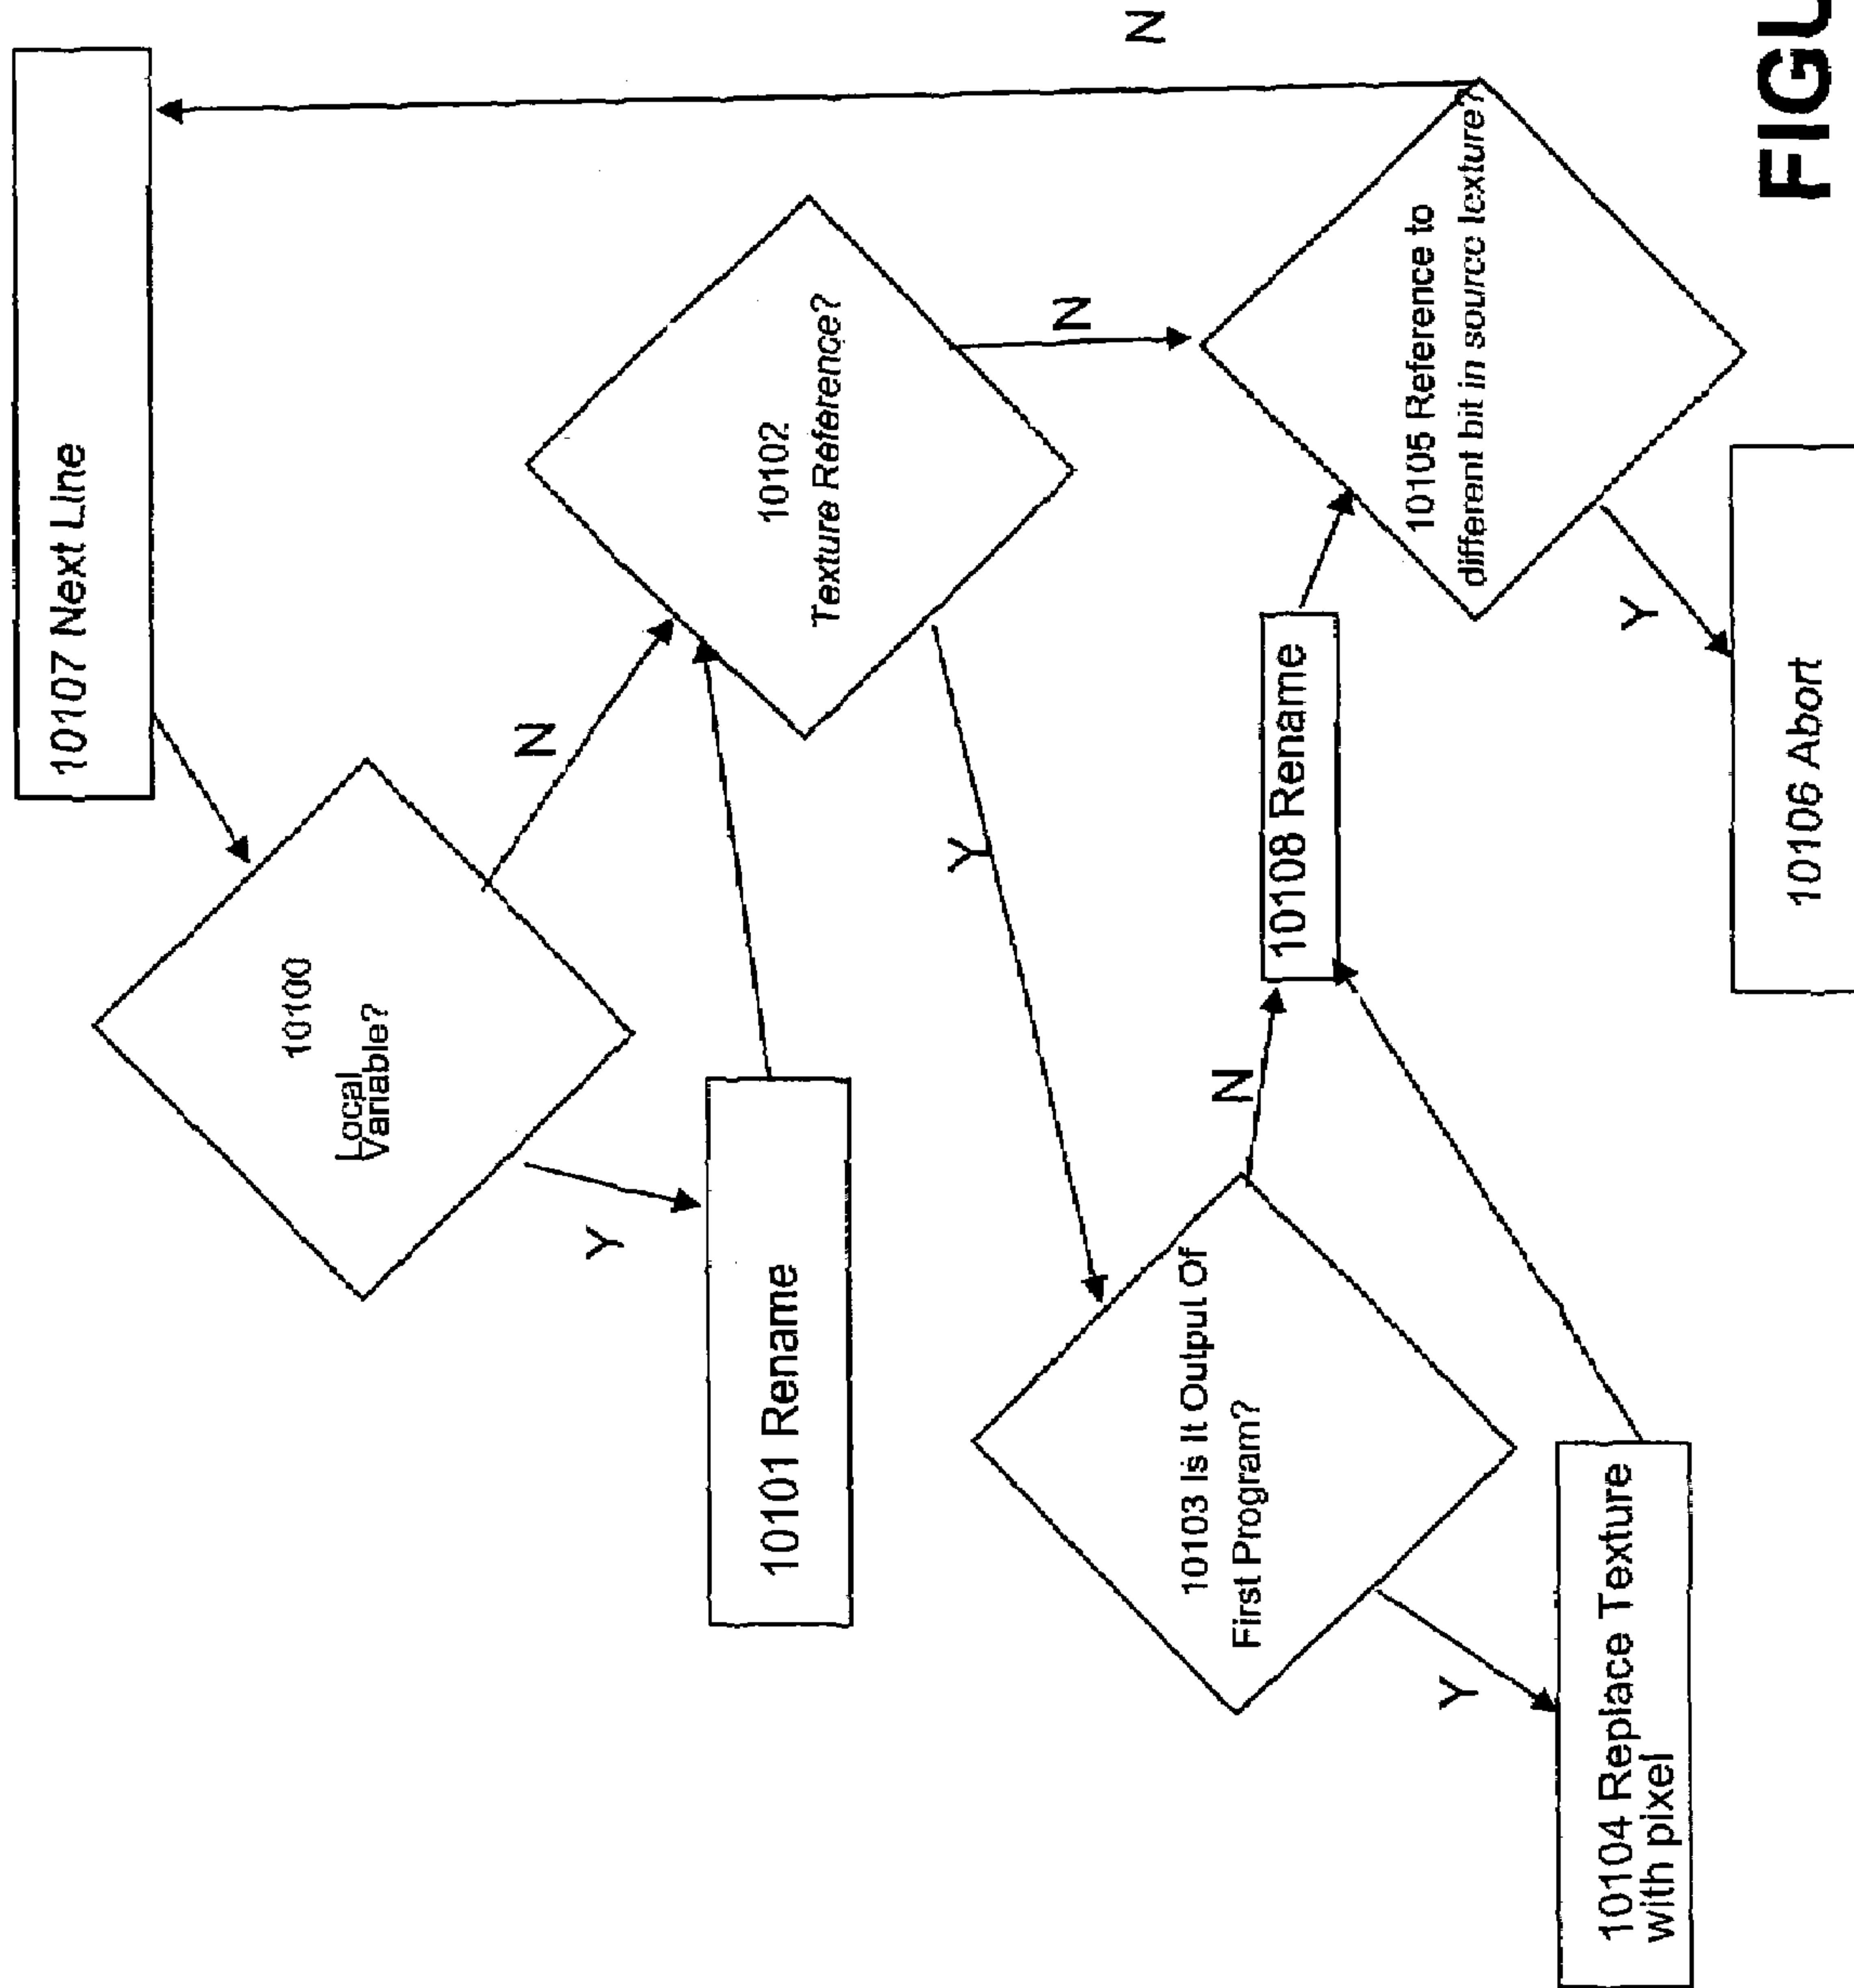 10107 Next Line
10100
Local
Variable?
N
Y
10101 Rename
10102
Texture Reference?
Y
N
10103 Is It Output Of
First Program?
N
Y
10104 Replace Texture
with pixel
10108 Rename
10105 Reference to
different bit in source texture?
N
Y
10106 Abort